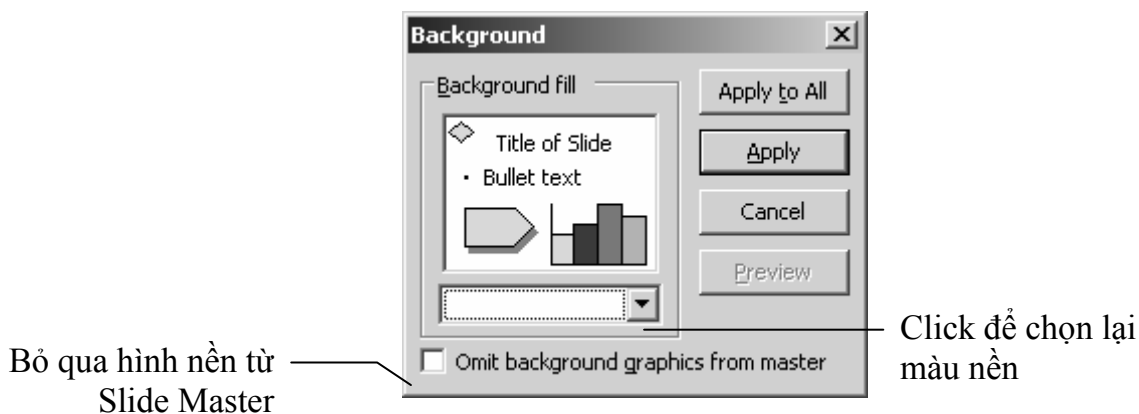 Background
Background fill
Title of Slide
• Bullet text
Apply to All
Apply
Cancel
Preview
Omit background graphics from master
Click để chọn lại
màu nền
Bỏ qua hình nền từ
Slide Master